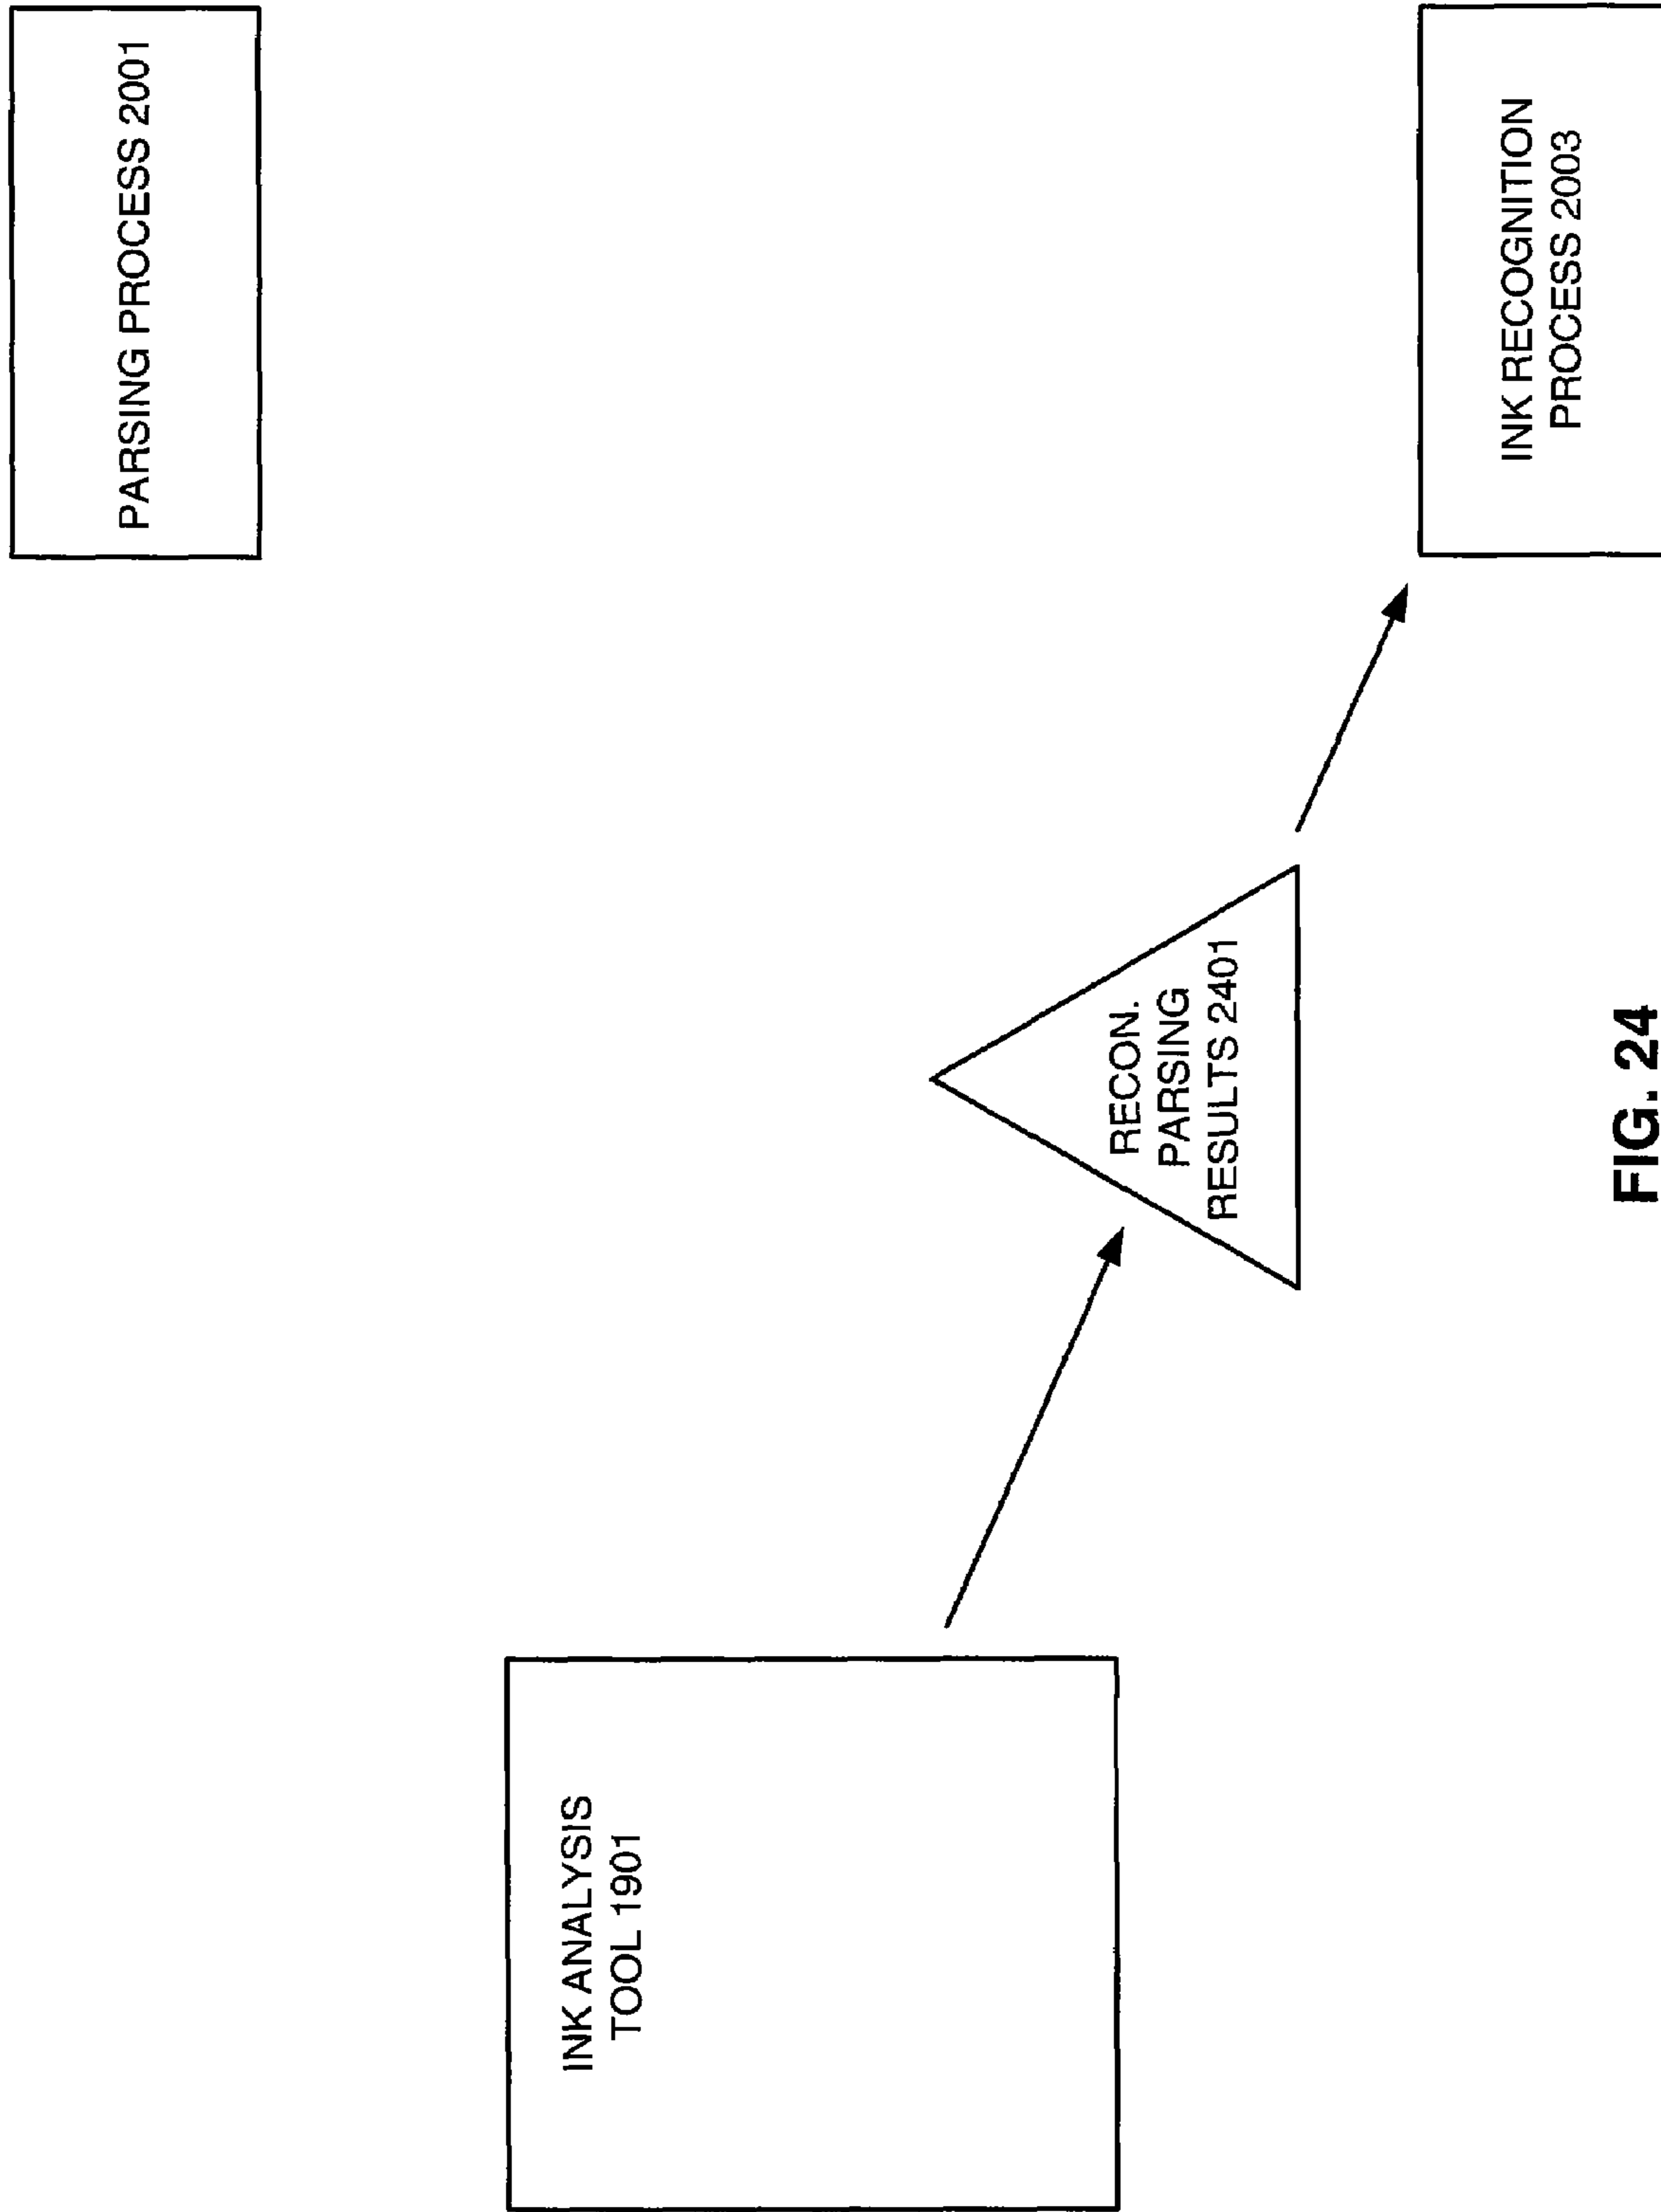 PARSING PROCESS 2001
INK ANALYSIS
TOOL 1901
RECON.
PARSING
RESULTS 2401
INK RECOGNITION
PROCESS 2003
FIG. 24